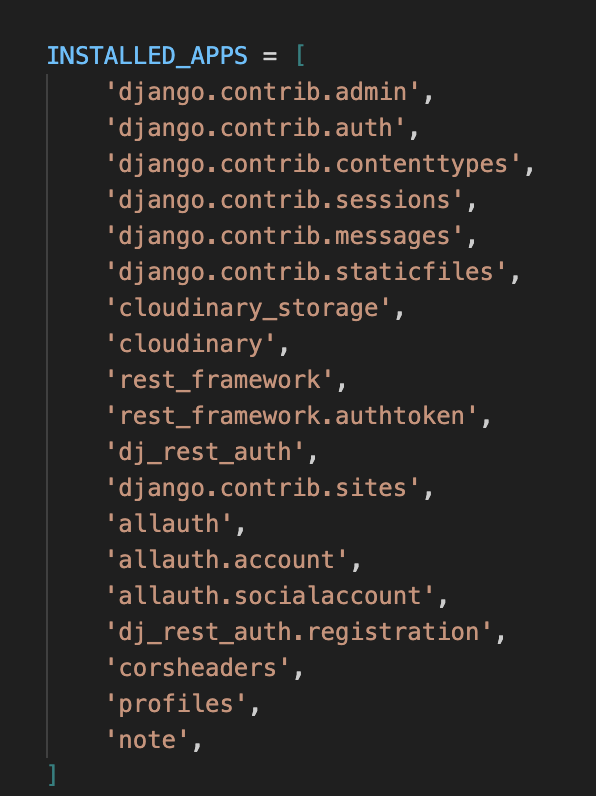 INSTALLED_APPS = [
    'django.contrib.admin',
    'django.contrib.auth',
    'django.contrib.contenttypes',
    'django.contrib.sessions',
    'django.contrib.messages',
    'django.contrib.staticfiles',
    'cloudinary_storage',
    'cloudinary',
    'rest_framework',
    'rest_framework.authtoken',
    'dj_rest_auth',
    'django.contrib.sites',
    'allauth',
    'allauth.account',
    'allauth.socialaccount',
    'dj_rest_auth.registration',
    'corsheaders',
    'profiles',
    'note',
]